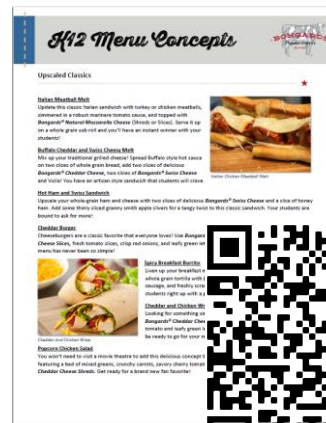 K12 Menu Concepts
BONGARDS
Upscaled Classics
Italian Meatball Melt
Update this classic Italian sandwich with turkey or chicken meatballs,
simmered in a robust marinara tomato sauce, and topped with
Bongards® Natural Mozzarella Cheese (Shreds or Slices). Serve it up
on a whole grain sub roll and you'll have an instant winner with your
students!
Italian Chicken Meatball Melt
Buffalo Cheddar and Swiss Cheesy Melt
Mix up your traditional grilled cheese! Spread Buffalo style hot sauce
on two slices of whole grain bread, add two slices of delicious
Bongards® Cheddar Cheese, two slices of Bongards® Swiss Cheese
and Voila! You have an artisan style sandwich that students will crave.
Hot Ham and Swiss Sandwich
Upscale your whole-grain ham and cheese with two slices of delicious Bongards® Swiss Cheese and a slice of honey
ham. Add some thinly sliced granny smith apple slivers for a tangy twist to this classic sandwich. Your students are
bound to ask for more!
Cheddar Burger
Cheeseburgers are a classic favorite that everyone loves! Use
Cheese Slices, fresh tomato slices, crisp red onions, and leafy green
menu has never been so simple!
Spicy Breakfast Burrito
Liven up your breakfast
whole grain tortilla with
sausage, and freshly
students right up with a
Cheddar and Chicken
Looking for something
Bongards® Cheddar
tomato and leafy green
be ready to go for your
Cheddar and Chicken Wrap
Popcorn Chicken Salad
You won't need to visit a movie theatre to add this delicious concept
featuring a bed of mixed greens, crunchy carrots, savory cherry
Cheddar Cheese Shreds. Get ready for a brand new fan favorite!